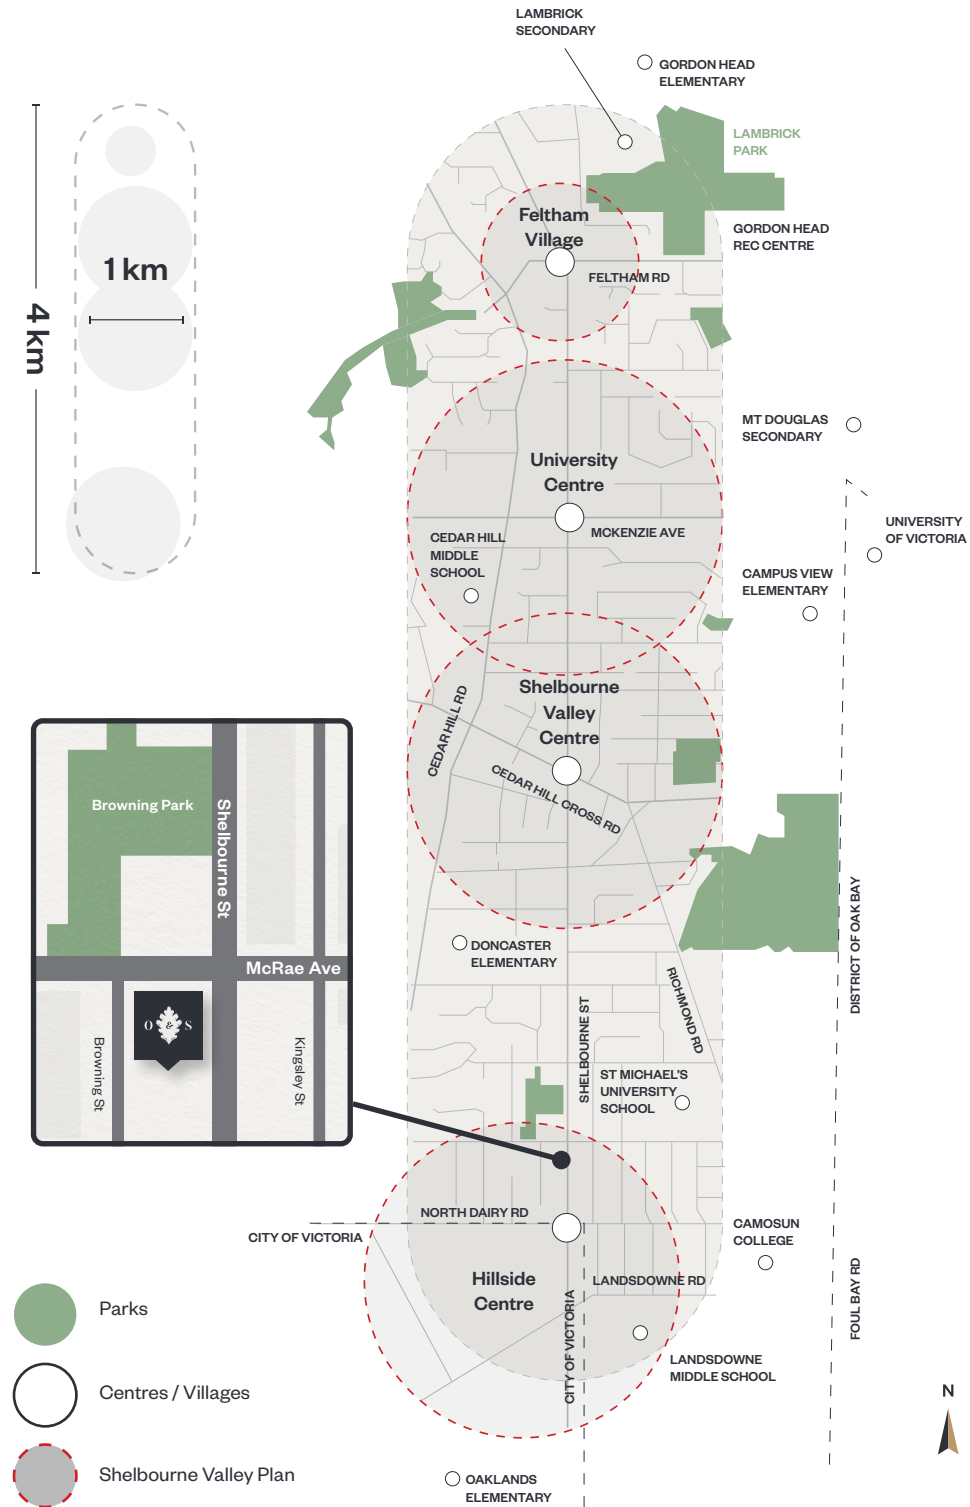 LAMBRICK
SECONDARY
GORDON HEAD
ELEMENTARY
LAMBRICK
PARK
GORDON HEAD
REC CENTRE
Feltham
Village
FELTHAM RD
1 km
4 km
MT DOUGLAS
SECONDARY
University
Centre
MCKENZIE AVE
UNIVERSITY
OF VICTORIA
CEDAR HILL
MIDDLE
SCHOOL
CAMPUS VIEW
ELEMENTARY
Shelbourne
Valley
Centre
CEDAR HILL RD
CEDAR HILL CROSS RD
Browning Park
Shelbourne St
McRae Ave
O & S
Browning St
Kingsley St
DONCASTER
ELEMENTARY
DISTRICT OF OAK BAY
RICHMOND RD
SHELBOURNE ST
ST MICHAEL'S
UNIVERSITY
SCHOOL
NORTH DAIRY RD
CITY OF VICTORIA
CAMOSUN
COLLEGE
Hillside
Centre
LANDSDOWNE RD
CITY OF VICTORIA
FOUL BAY RD
LANDSDOWNE
MIDDLE SCHOOL
Parks
Centres / Villages
Shelbourne Valley Plan
N
OAKLANDS
ELEMENTARY